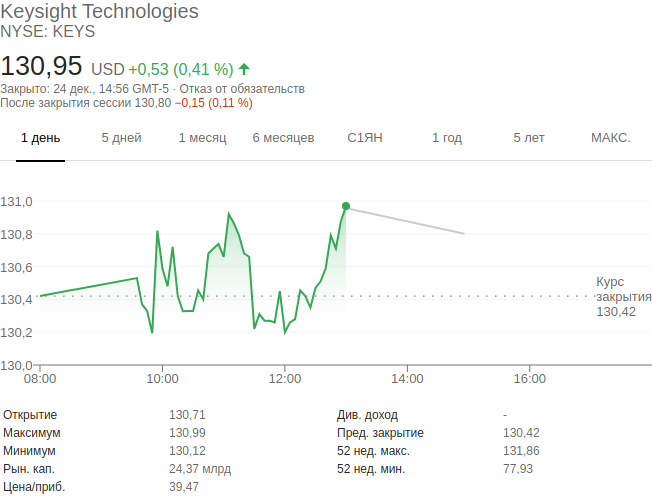 Keysight Technologies
NYSE: KEYS
130,95 USD +0,53 (0,41 %)
Закрыто: 24 дек., 14:56 GMT-5 · Отказ от обязательств
После закрытия сессии 130,80 −0,15 (0,11 %)
1 день 5 дней 1 месяц 6 месяцев С1ЯН 1 год 5 лет МАКС.
131,0
130,8
130,6
130,4
130,2
130,0
Курс
закрытия
130,42
08:00 10:00 12:00 14:00 16:00
Открытие 130,71 Див. доход -
Максимум 130,99 Пред. закрытие 130,42
Минимум 130,12 52 нед. макс. 131,86
Рын. кап. 24,37 млрд 52 нед. мин. 77,93
Цена/приб. 39,47